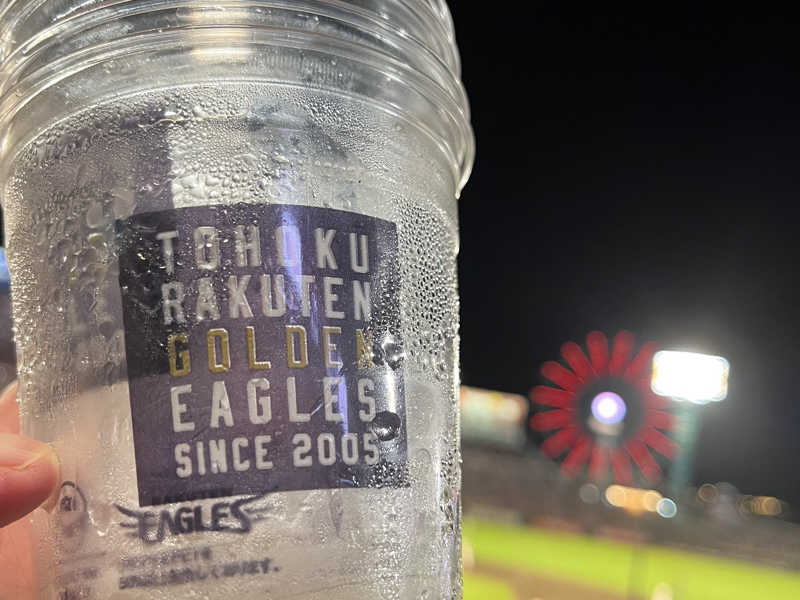 TOHOKU
RAKUTEN
GOLDEN
EAGLES
SINCE 2005
EAGLES